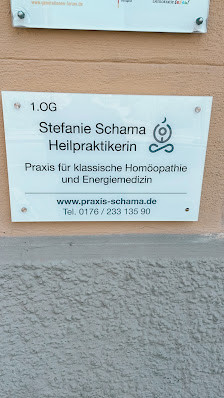 1.OG
Stefanie Schama
Heilpraktikerin
Praxis für klassische Homöopathie
und Energiemedizin
www.praxis-schama.de
Tel. 0176 / 233 135 90